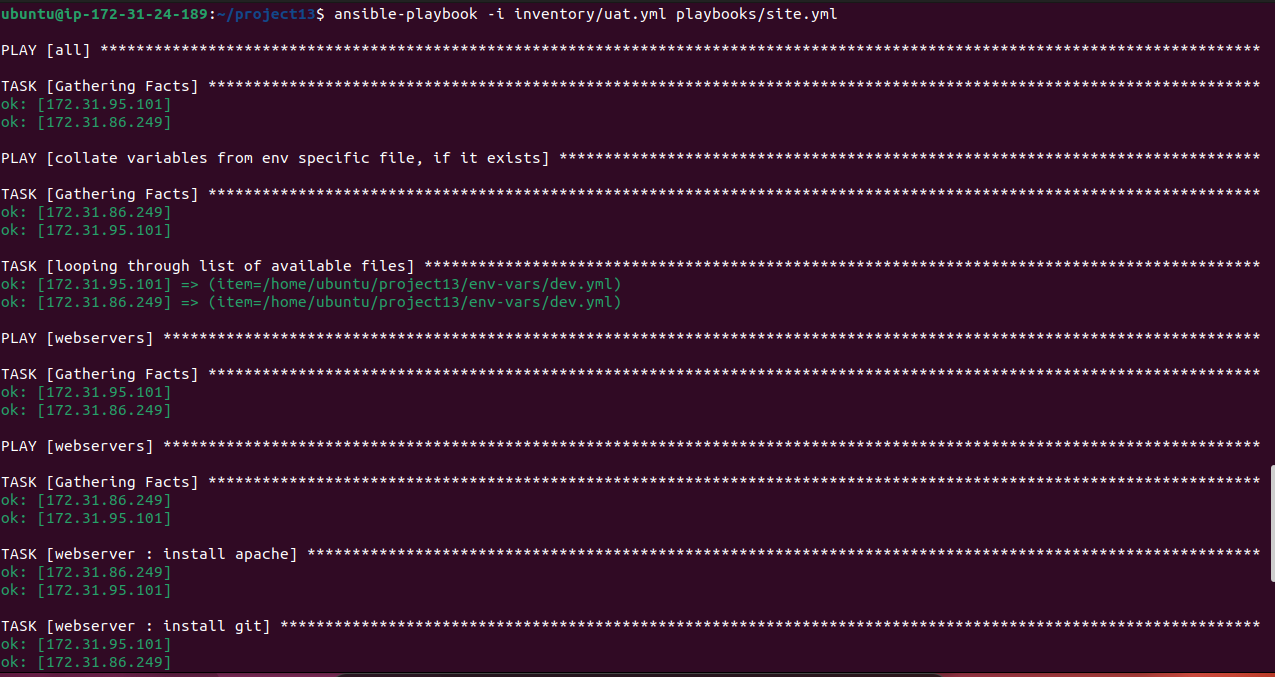 ubuntu@ip-172-31-24-189:~/project13$ ansible-playbook -i inventory/uat.yml playbooks/site.yml
PLAY [all] *********************************************************************************************************************************
TASK [Gathering Facts] *********************************************************************************************************************
ok: [172.31.95.101]
ok: [172.31.86.249]
PLAY [collate variables from env specific file, if it exists] ******************************************************************************
TASK [Gathering Facts] *********************************************************************************************************************
ok: [172.31.86.249]
ok: [172.31.95.101]
TASK [looping through list of available files] *********************************************************************************************
ok: [172.31.95.101] => (item=/home/ubuntu/project13/env-vars/dev.yml)
ok: [172.31.86.249] => (item=/home/ubuntu/project13/env-vars/dev.yml)
PLAY [webservers] **************************************************************************************************************************
TASK [Gathering Facts] *********************************************************************************************************************
ok: [172.31.95.101]
ok: [172.31.86.249]
PLAY [webservers] **************************************************************************************************************************
TASK [Gathering Facts] *********************************************************************************************************************
ok: [172.31.86.249]
ok: [172.31.95.101]
TASK [webserver : install apache] **********************************************************************************************************
ok: [172.31.86.249]
ok: [172.31.95.101]
TASK [webserver : install git] *************************************************************************************************************
ok: [172.31.95.101]
ok: [172.31.86.249]